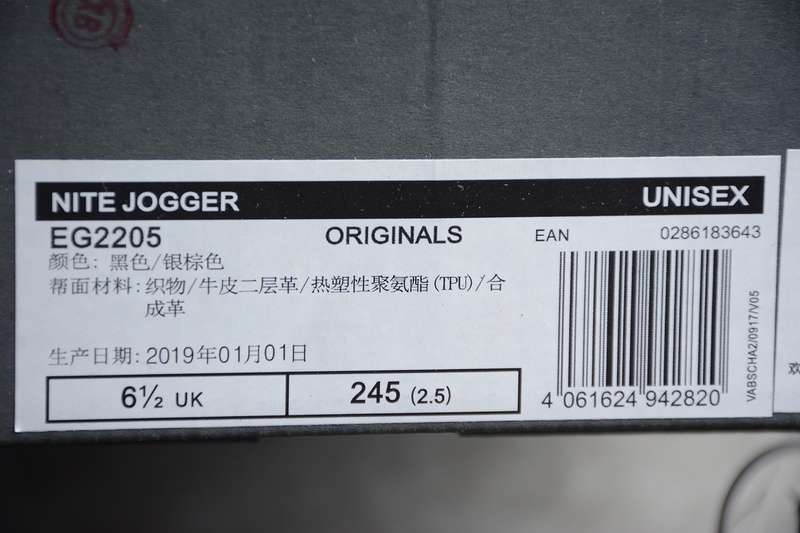 NITE JOGGER UNISEX
EG2205 ORIGINALS EAN 0286183643
颜色: 黑色/银棕色
帮面材料: 织物/牛皮二层革/热塑性聚氨酯(TPU)/合
成革
生产日期: 2019年01月01日
6½ UK 245 (2.5)
4 061624 942820
VABSCHA2/0917/V05
欢